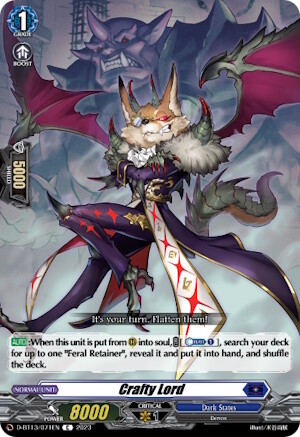 1
GRADE
BOOST
5000
SHIELD
It's your turn. Flatten them!
AUTO:When this unit is put from into soul, 1, search your deck
for up to one "Feral Retainer", reveal it and put it into hand, and shuffle
the deck.
NORMAL UNIT
Crafty Lord
D-BT13/071EN C 2023
POWER 8000
CRITICAL
1
Dark States
Demon